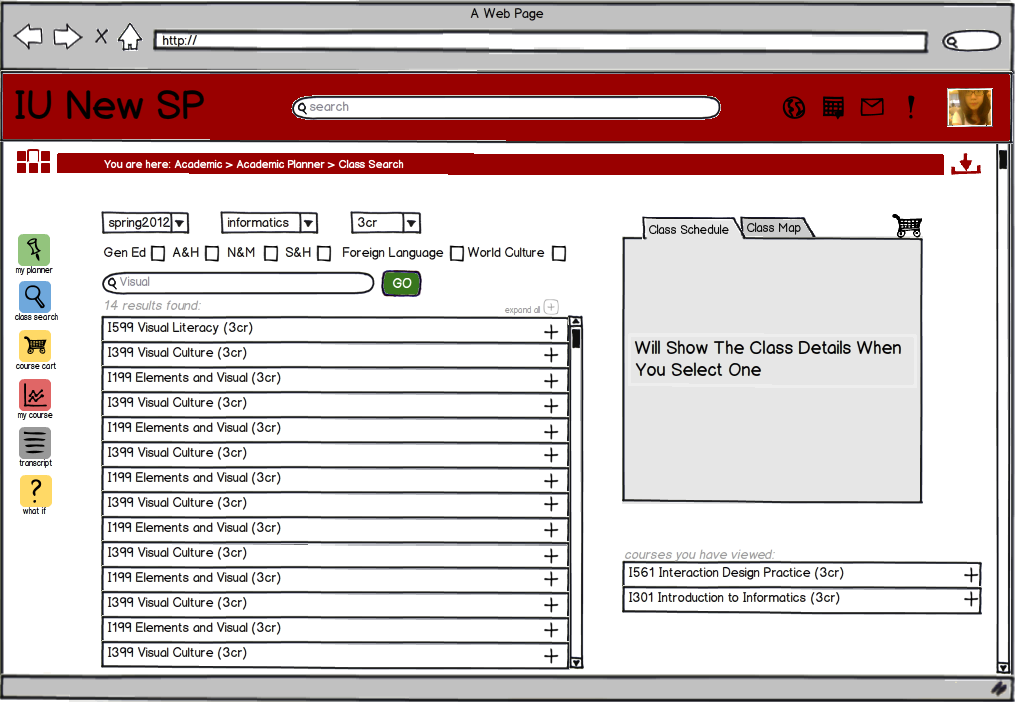 A Web Page
http://
IU New SP
search
!
You are here: Academic > Academic Planner > Class Search
spring2012
informatics
3cr
Class Schedule
Class Map
Gen Ed
A&H
N&M
S&H
Foreign Language
World Culture
my planner
Visual
GO
class search
14 results found:
expand all
I599 Visual Literacy (3cr)
I399 Visual Culture (3cr)
I199 Elements and Visual (3cr)
I399 Visual Culture (3cr)
I199 Elements and Visual (3cr)
I399 Visual Culture (3cr)
I199 Elements and Visual (3cr)
I399 Visual Culture (3cr)
I199 Elements and Visual (3cr)
I399 Visual Culture (3cr)
I199 Elements and Visual (3cr)
I399 Visual Culture (3cr)
I199 Elements and Visual (3cr)
I399 Visual Culture (3cr)
course cart
my course
transcript
?
what if
Will Show The Class Details When
You Select One
courses you have viewed:
I561 Interaction Design Practice (3cr)
I301 Introduction to Informatics (3cr)